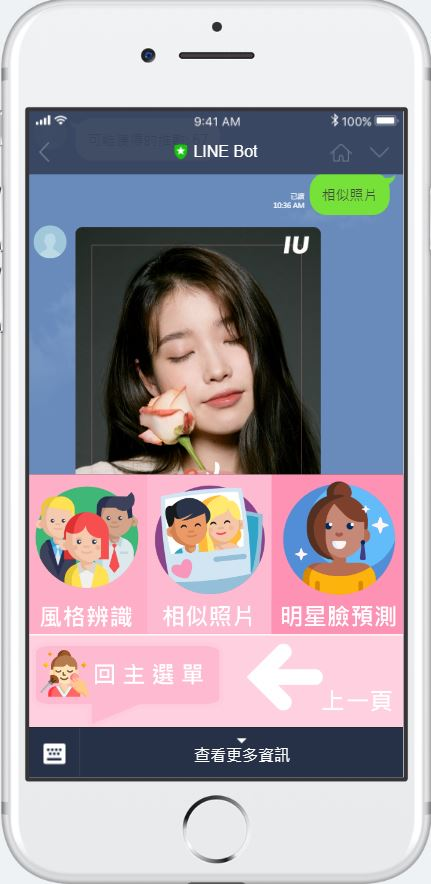 9:41 AM
100%
LINE Bot
已讀
10:36 AM
相似照片
IU
風格辨識
相似照片
明星臉預測
回主選單
上一頁
查看更多資訊